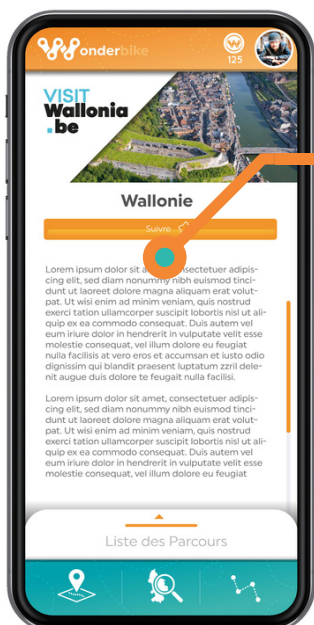 Wonderbike
125
VISIT
Wallonia
.be
Wallonie
Suivre
Lorem ipsum dolor sit a consectetuer adipis-
cing elit, sed diam nonummy nibh euismod tinci-
dunt ut laoreet dolore magna aliquam erat volut-
pat. Ut wisi enim ad minim veniam, quis nostrud
exerci tation ullamcorper suscipit lobortis nisl ut ali-
quip ex ea commodo consequat. Duis autem vel
eum iriure dolor in hendrerit in vulputate velit esse
molestie consequat, vel illum dolore eu feugiat
nulla facilisis at vero eros et accumsan et iusto odio
dignissim qui blandit praesent luptatum zzril dele-
nit augue duis dolore te feugait nulla facilisi.
Lorem ipsum dolor sit amet, consectetuer adipis-
cing elit, sed diam nonummy nibh euismod tinci-
dunt ut laoreet dolore magna aliquam erat volut-
pat. Ut wisi enim ad minim veniam, quis nostrud
exerci tation ullamcorper suscipit lobortis nisl ut ali-
quip ex ea commodo consequat. Duis autem vel
eum iriure dolor in hendrerit in vulputate velit esse
molestie consequat, vel illum dolore eu feugiat
Liste des Parcours